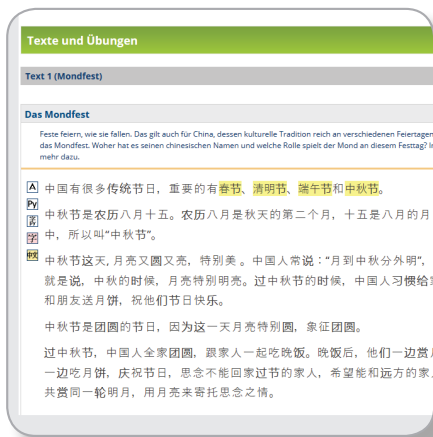 Texte und Übungen
Text 1 (Mondfest)
Das Mondfest
Feste feiern, wie sie fallen. Das gilt auch für China, dessen kulturelle Tradition reich an verschiedenen Feiertagen
das Mondfest. Woher hat es seinen chinesischen Namen und welche Rolle spielt der Mond an diesem Festtag? I
mehr dazu.
A 中国有很多传统节日，重要的有春节、清明节、端午节和中秋节。
Py
中秋节是农历八月十五。农历八月是秋天的第二个月，十五是八月的月
字 中，所以叫“中秋节”。
中文 中秋节这天，月亮又圆又亮，特别美。中国人常说：“月到中秋分外明”，
就是说，中秋的时候，月亮特别明亮。过中秋节的时候，中国人习惯给
和朋友送月饼，祝他们节日快乐。
中秋节是团圆的节日，因为这一天月亮特别圆，象征团圆。
过中秋节，中国人全家团圆，跟家人一起吃晚饭。晚饭后，他们一边赏
一边吃月饼，庆祝节日，思念不能回家过节的家人，希望能和远方的家
共赏同一轮明月，用月亮来寄托思念之情。